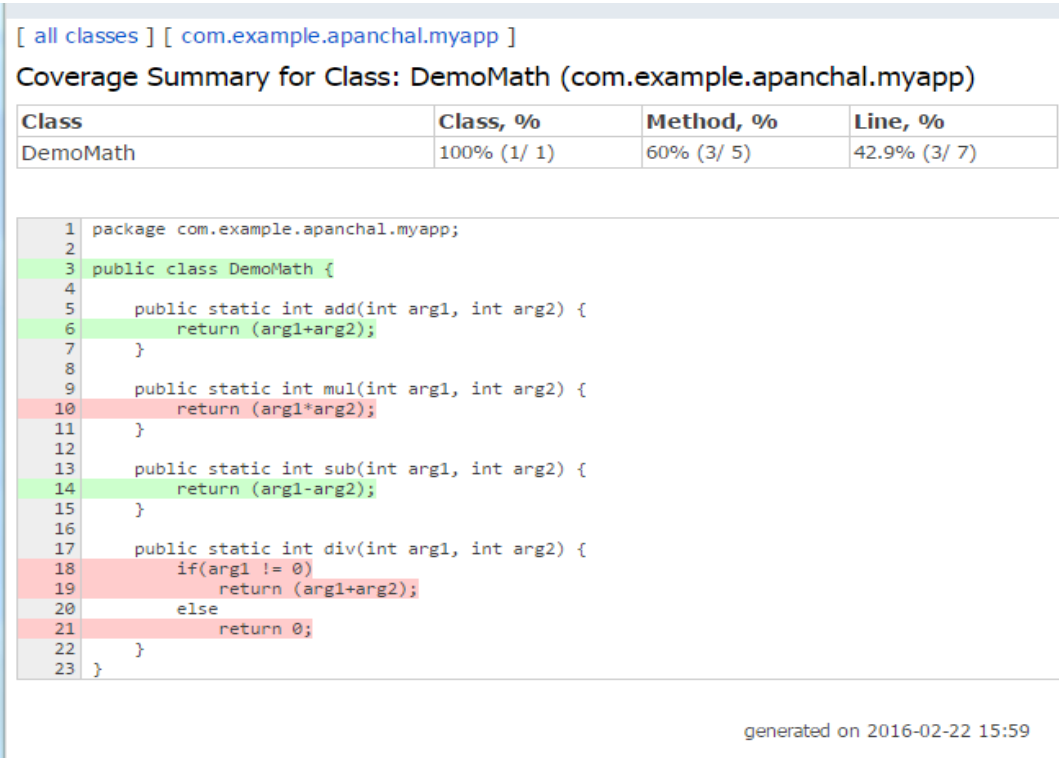 [ all classes ] [ com.example.apanchal.myapp ]
Coverage Summary for Class: DemoMath (com.example.apanchal.myapp)
Class Class, % Method, % Line, %
DemoMath 100% (1/ 1) 60% (3/ 5) 42.9% (3/ 7)
1 package com.example.apanchal.myapp;
2
3 public class DemoMath {
4
5     public static int add(int arg1, int arg2) {
6         return (arg1+arg2);
7     }
8
9     public static int mul(int arg1, int arg2) {
10         return (arg1*arg2);
11     }
12
13     public static int sub(int arg1, int arg2) {
14         return (arg1-arg2);
15     }
16
17     public static int div(int arg1, int arg2) {
18         if(arg1 != 0)
19             return (arg1+arg2);
20         else
21             return 0;
22     }
23 }
generated on 2016-02-22 15:59